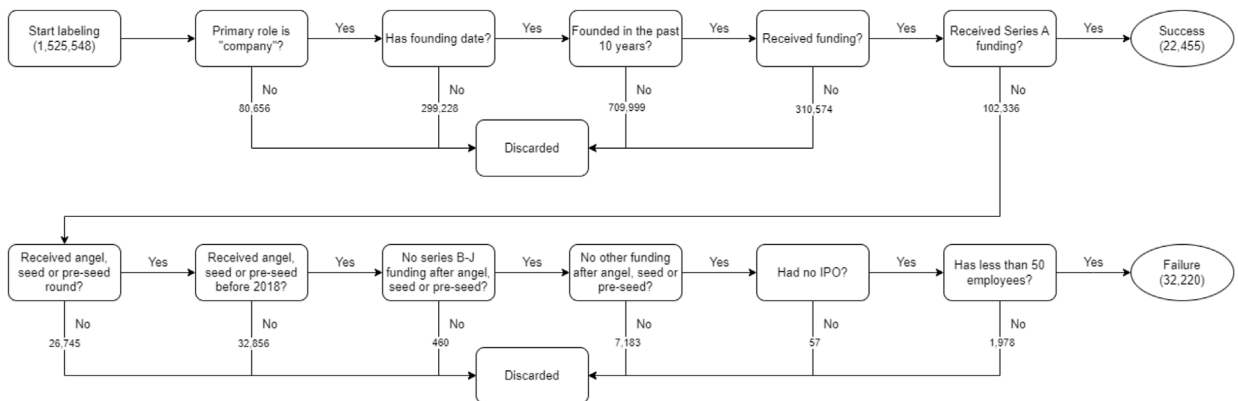 Start labeling
(1,525,548)
Primary role is
"company"?
Yes
Has founding date?
Yes
Founded in the past
10 years?
Yes
Received funding?
Yes
Received Series A
funding?
Yes
Success
(22,455)
No
80,656
No
299,228
No
709,999
No
310,574
No
102,336
Discarded
Received angel,
seed or pre-seed
round?
Yes
Received angel,
seed or pre-seed
before 2018?
Yes
No series B-J
funding after angel,
seed or pre-seed?
Yes
No other funding
after angel, seed or
pre-seed?
Yes
Had no IPO?
Yes
Has less than 50
employees?
Yes
Failure
(32,220)
No
26,745
No
32,856
No
460
No
7,183
No
57
No
1,978
Discarded